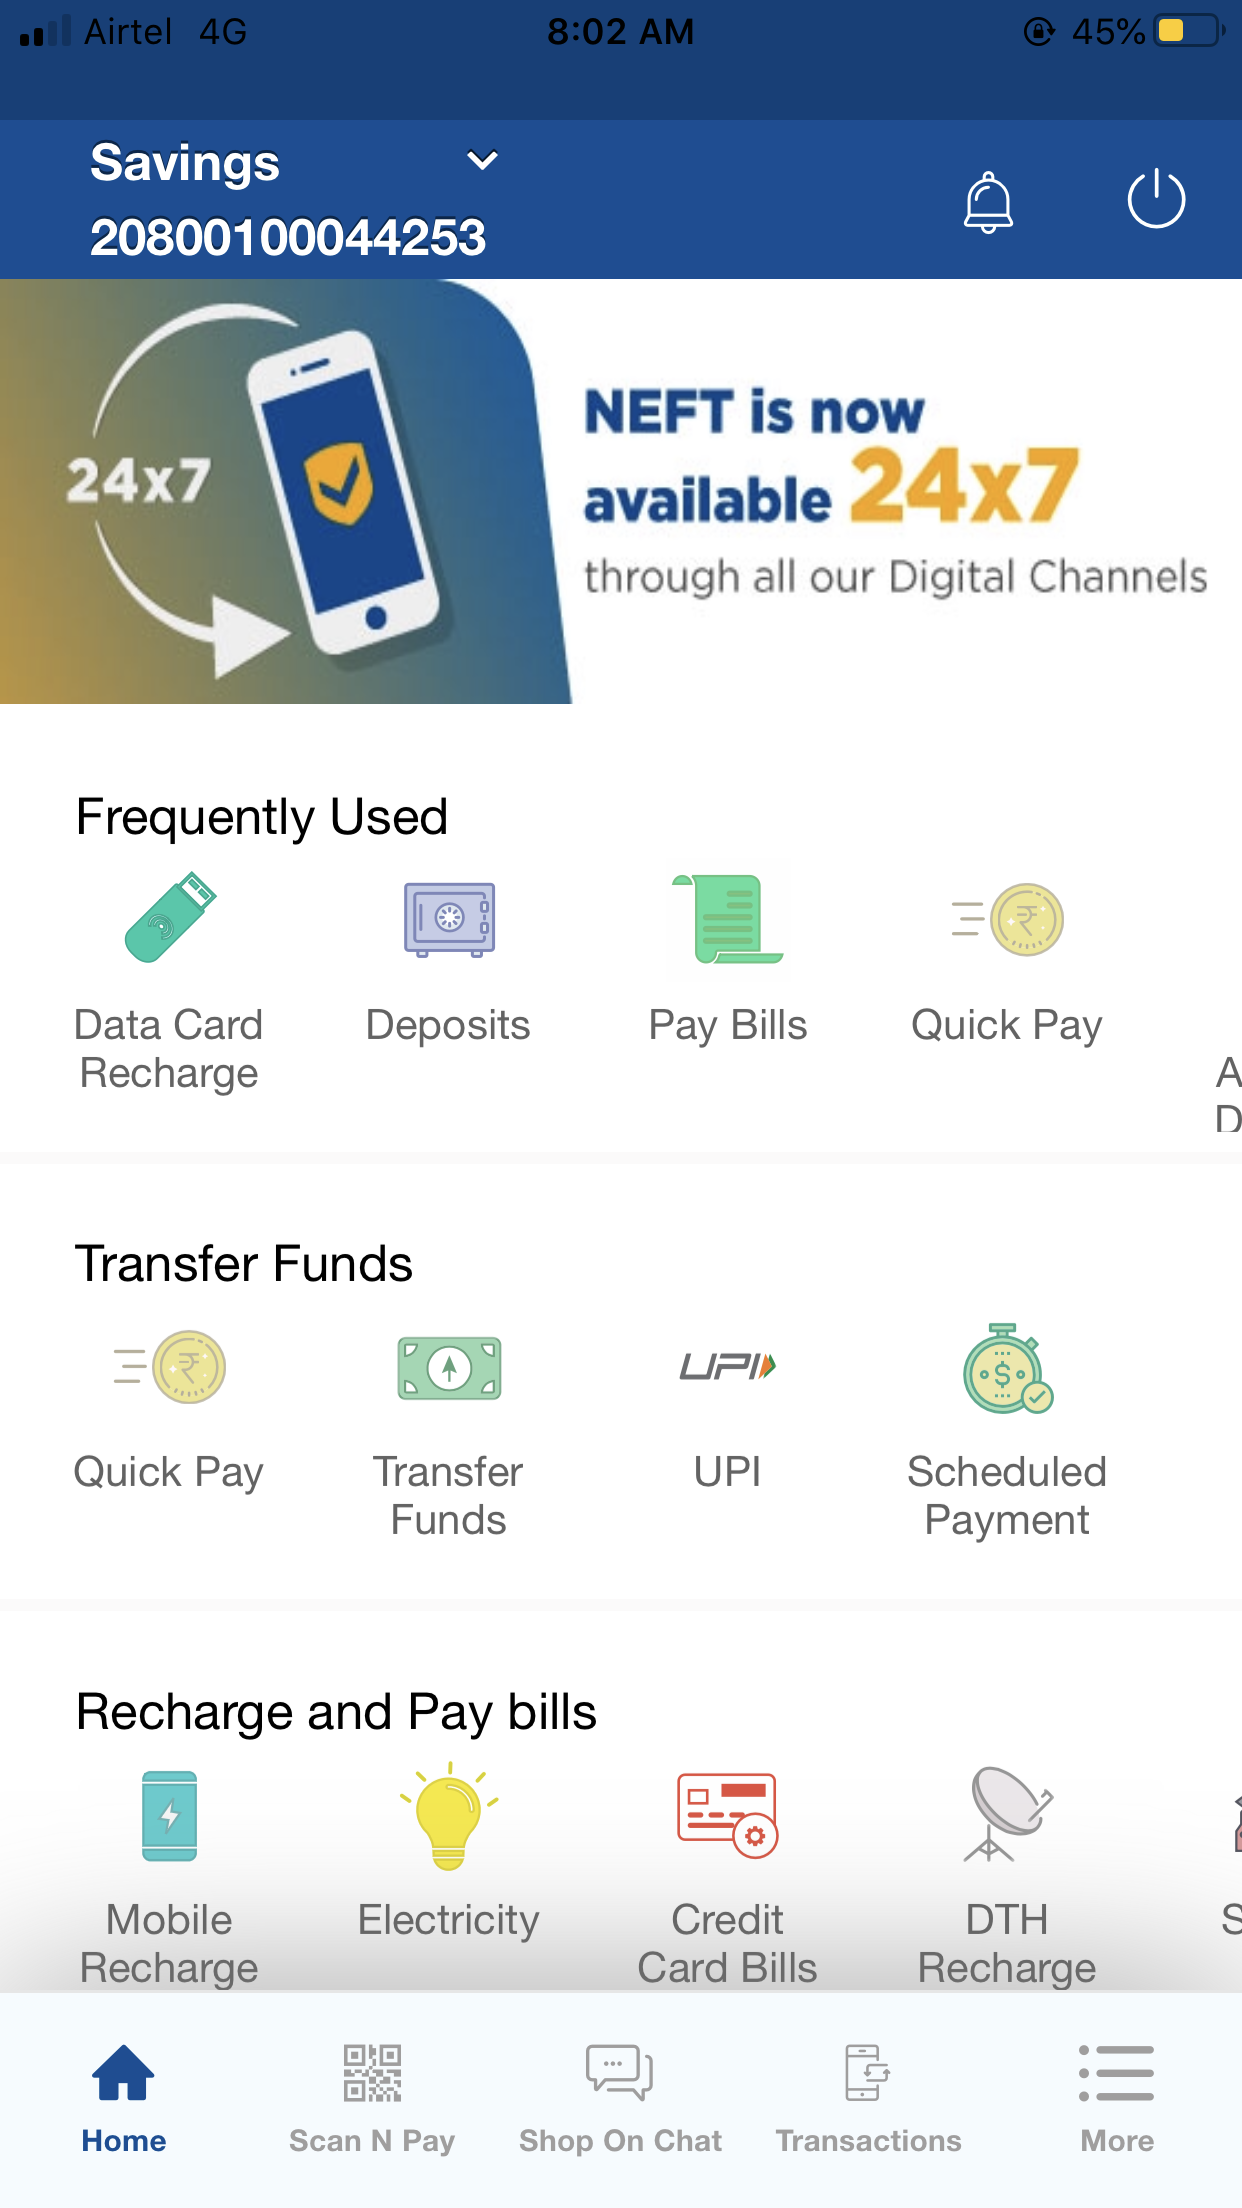 Airtel 4G 8:02 AM 45%
Savings
20800100044253
24x7
NEFT is now
available 24x7
through all our Digital Channels
Frequently Used
Data Card Recharge
Deposits
Pay Bills
Quick Pay
A
D
Transfer Funds
Quick Pay
Transfer Funds
UPI
UPI
Scheduled Payment
Recharge and Pay bills
Mobile Recharge
Electricity
Credit Card Bills
DTH Recharge
S
Home
Scan N Pay
Shop On Chat
Transactions
More